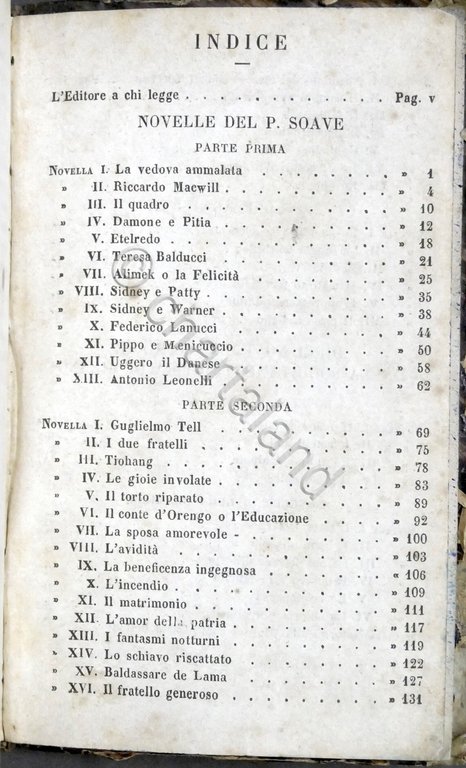 INDICE
L'Editore a chi legge . . . . . . . . . . . . Pag. v
NOVELLE DEL P. SOAVE
PARTE PRIMA
NOVELLA I. La vedova ammalata . . . . . . . » 1
» II. Riccardo Macwill . . . . . . . . » 4
» III. Il quadro . . . . . . . . . . » 10
» IV. Damone e Pitia . . . . . . . . » 12
» V. Etelredo . . . . . . . . . . » 18
» VI. Teresa Balducci . . . . . . . . » 21
» VII. Alimek o la Felicità . . . . . . . » 25
» VIII. Sidney e Patty . . . . . . . . » 35
» IX. Sidney e Warner . . . . . . . . » 38
» X. Federico Lanucci . . . . . . . . » 44
» XI. Pippo e Menicuccio . . . . . . . » 50
» XII. Uggero il Danese . . . . . . . . » 58
» XIII. Antonio Leonelli . . . . . . . . » 62
PARTE SECONDA
NOVELLA I. Guglielmo Tell . . . . . . . . » 69
» II. I due fratelli . . . . . . . . . » 75
» III. Tiohang . . . . . . . . . . » 78
» IV. Le gioie involate . . . . . . . . » 83
» V. Il torto riparato . . . . . . . . » 89
» VI. Il conte d'Orengo o l'Educazione . . . . » 92
» VII. La sposa amorevole - . . . . . . . » 100
» VIII. L'avidità . . . . . . . . . . » 103
» IX. La beneficenza ingegnosa . . . . . . « 106
» X. L'incendio . . . . . . . . . . » 109
» XI. Il matrimonio . . . . . . . . . » 111
» XII. L'amor della patria . . . . . . . . » 117
» XIII. I fantasmi notturni . . . . . . . . » 119
» XIV. Lo schiavo riscattato . . . . . . . » 122
» XV. Baldassare de Lama . . . . . . . » 127
» XVI. Il fratello generoso . . . . . . . . » 131
© chartaland